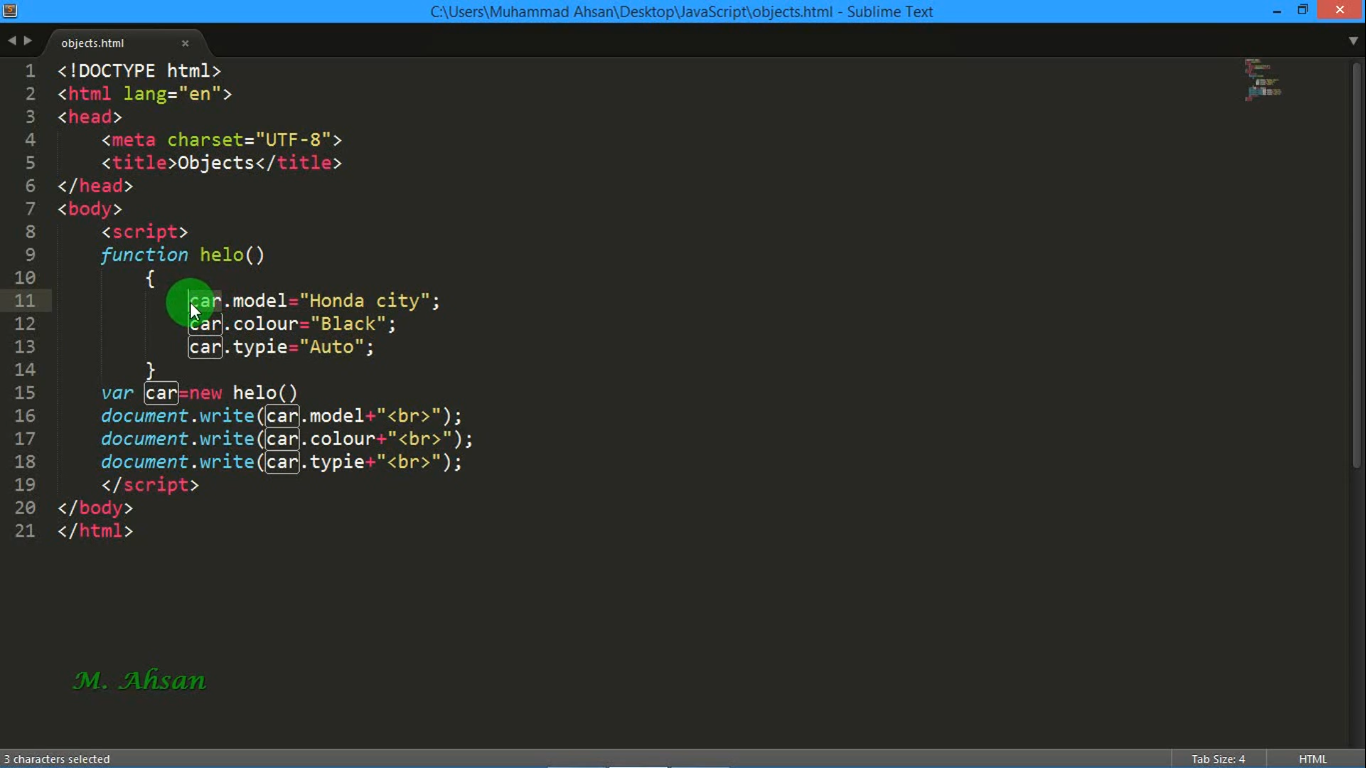 C:\Users\Muhammad Ahsan\Desktop\JavaScript\objects.html - Sublime Text
objects.html
1 <!DOCTYPE html>
2 <html lang="en">
3 <head>
4     <meta charset="UTF-8">
5     <title>Objects</title>
6 </head>
7 <body>
8     <script>
9     function helo()
10         {
11             car.model="Honda city";
12             car.colour="Black";
13             car.typie="Auto";
14         }
15     var car=new helo()
16     document.write(car.model+"<br>");
17     document.write(car.colour+"<br>");
18     document.write(car.typie+"<br>");
19     </script>
20 </body>
21 </html>
M. Ahsan
3 characters selected
Tab Size: 4
HTML